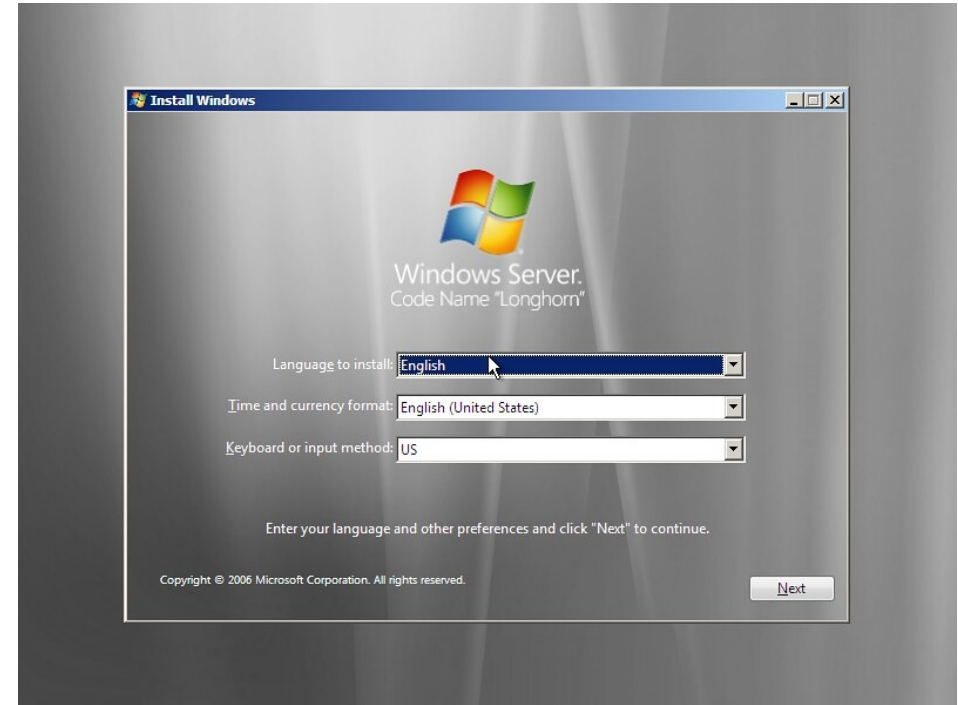 Install Windows
Windows Server.
Code Name "Longhorn"
Language to install: English
Time and currency format: English (United States)
Keyboard or input method: US
Enter your language and other preferences and click "Next" to continue.
Copyright © 2006 Microsoft Corporation. All rights reserved.
Next